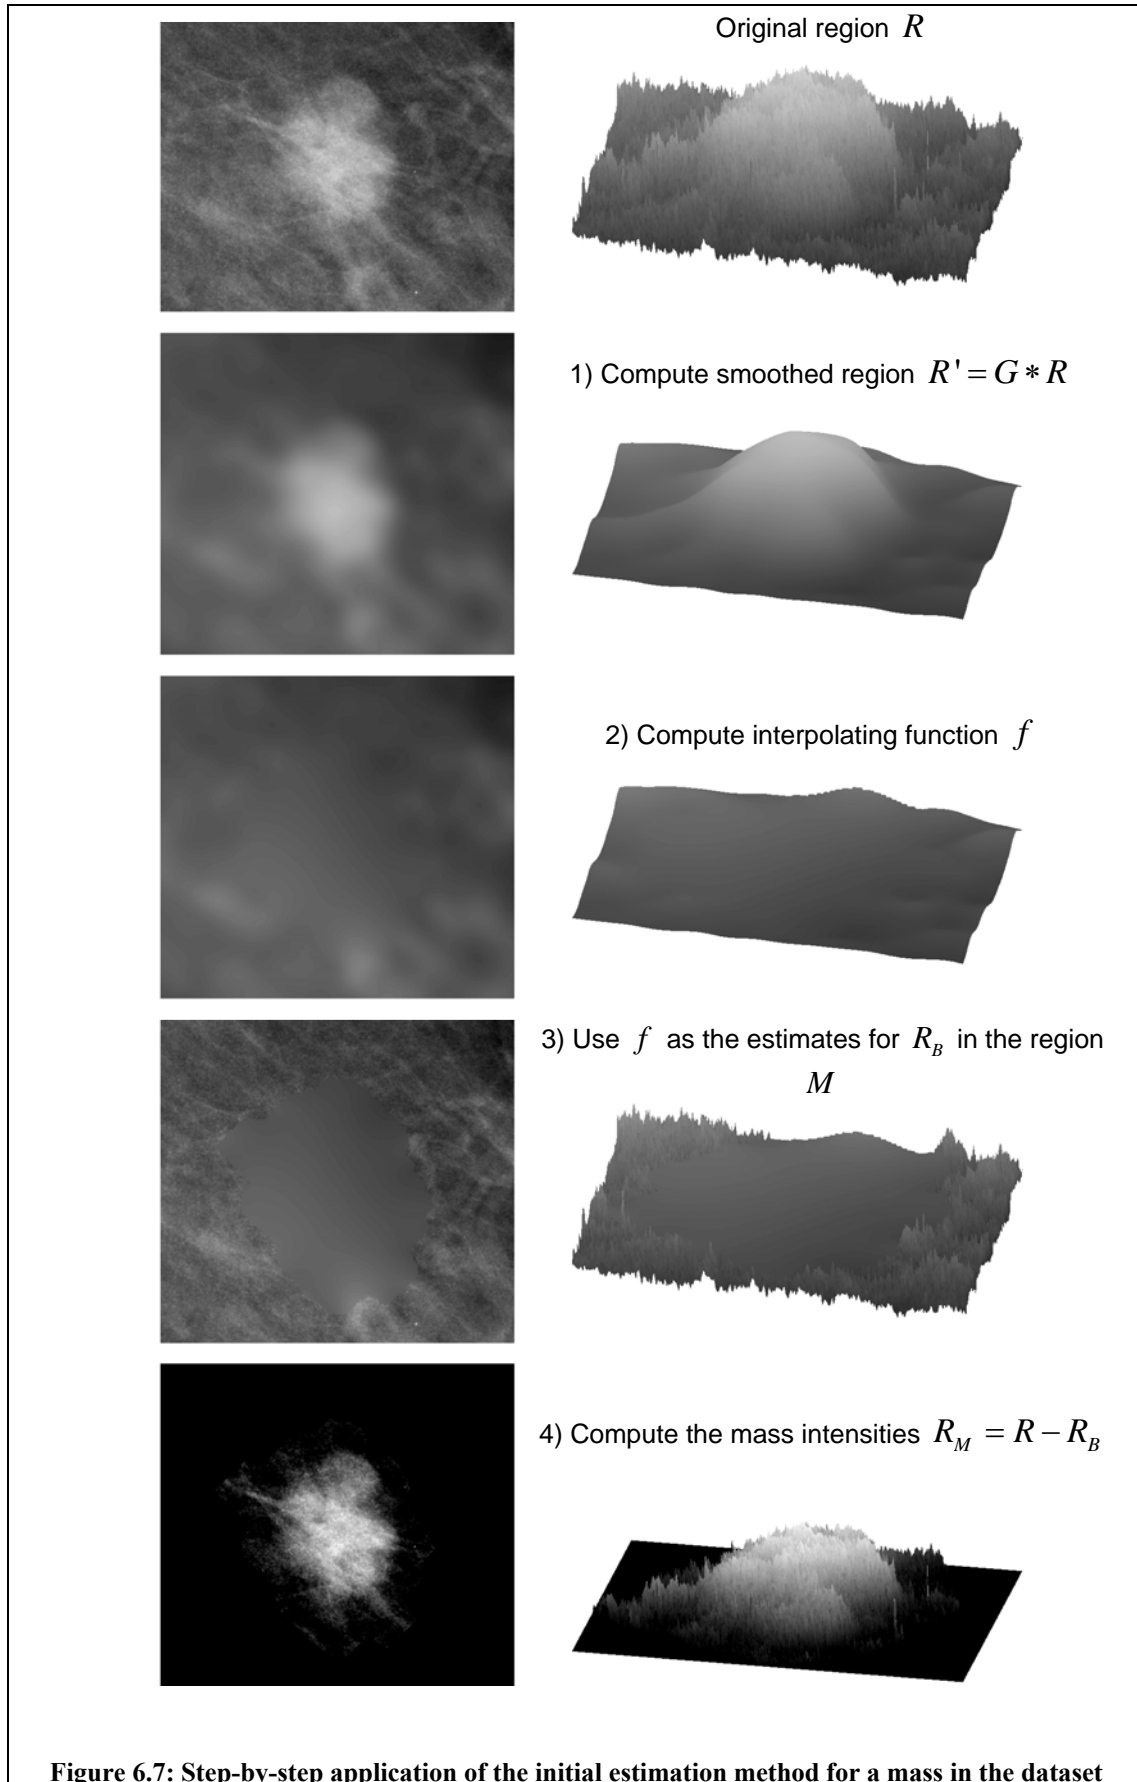 Original region R
1) Compute smoothed region R' = G * R
2) Compute interpolating function f
3) Use f as the estimates for R_B in the region
M
4) Compute the mass intensities R_M = R − R_B
Figure 6.7: Step-by-step application of the initial estimation method for a mass in the dataset